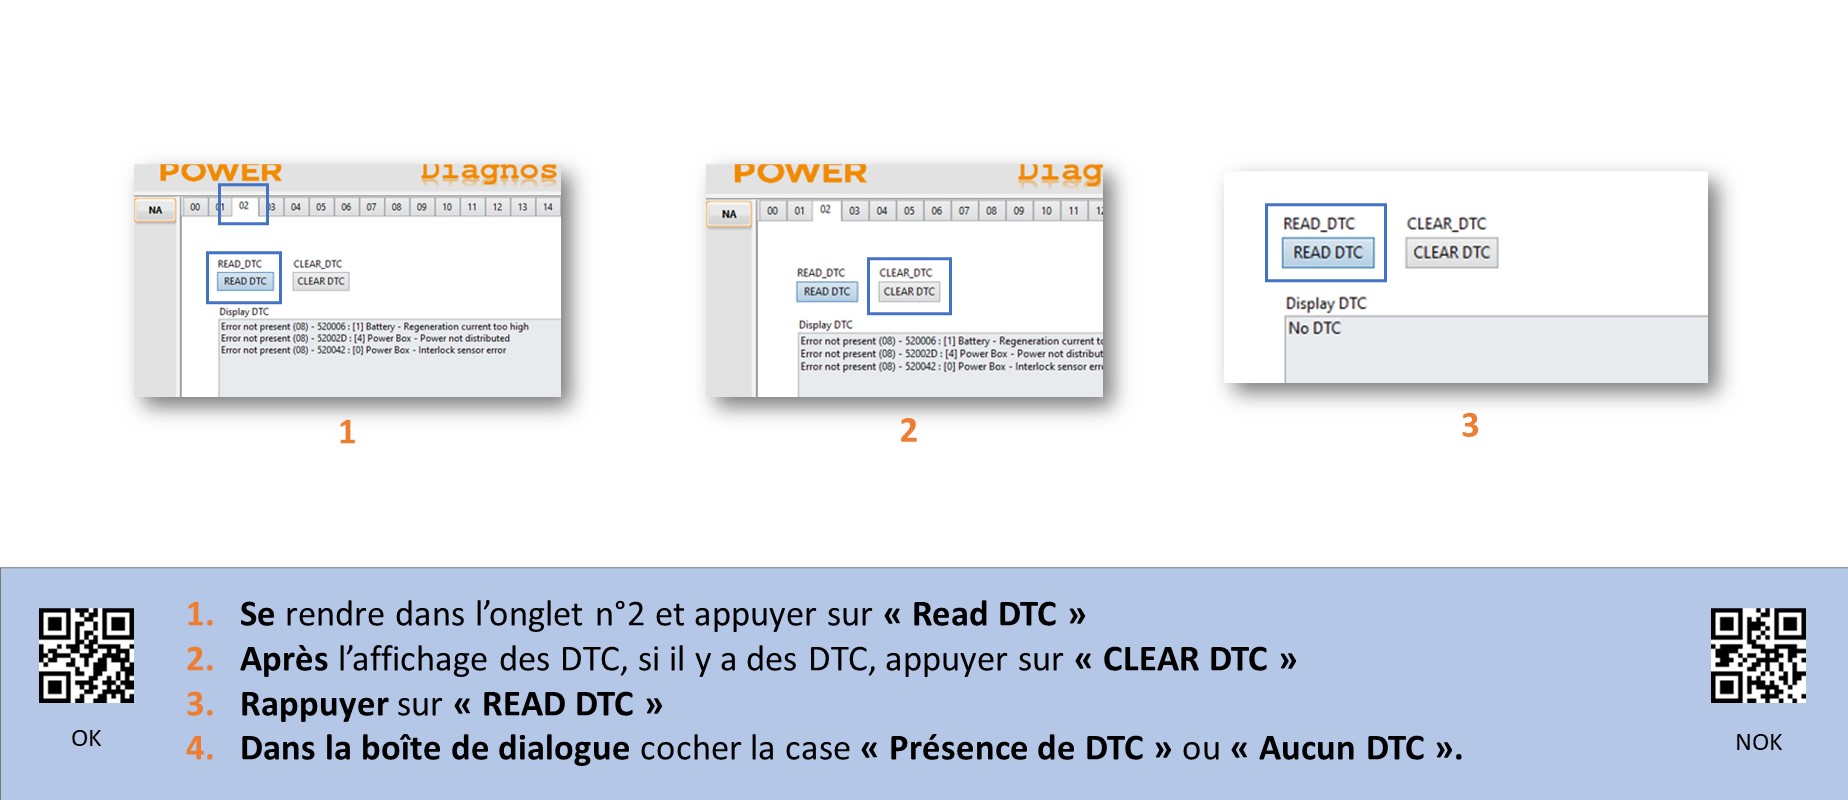 POWER Diagnos
NA 00 01 02 03 04 05 06 07 08 09 10 11 12 13 14
READ_DTC CLEAR_DTC
READ DTC CLEAR DTC
Display DTC
Error not present (08) - 520006 : [1] Battery - Regeneration current too high
Error not present (08) - 52002D : [4] Power Box - Power not distributed
Error not present (08) - 520042 : [0] Power Box - Interlock sensor error
1
POWER Diag
NA 00 01 02 03 04 05 06 07 08 09 10 11 12
READ_DTC CLEAR_DTC
READ DTC CLEAR DTC
Display DTC
Error not present (08) - 520006 : [1] Battery - Regeneration current to
Error not present (08) - 52002D : [4] Power Box - Power not distribut
Error not present (08) - 520042 : [0] Power Box - Interlock sensor erro
2
READ_DTC CLEAR_DTC
READ DTC CLEAR DTC
Display DTC
No DTC
3
OK
1. Se rendre dans l’onglet n°2 et appuyer sur « Read DTC »
2. Après l’affichage des DTC, si il y a des DTC, appuyer sur « CLEAR DTC »
3. Rappuyer sur « READ DTC »
4. Dans la boîte de dialogue cocher la case « Présence de DTC » ou « Aucun DTC ».
NOK